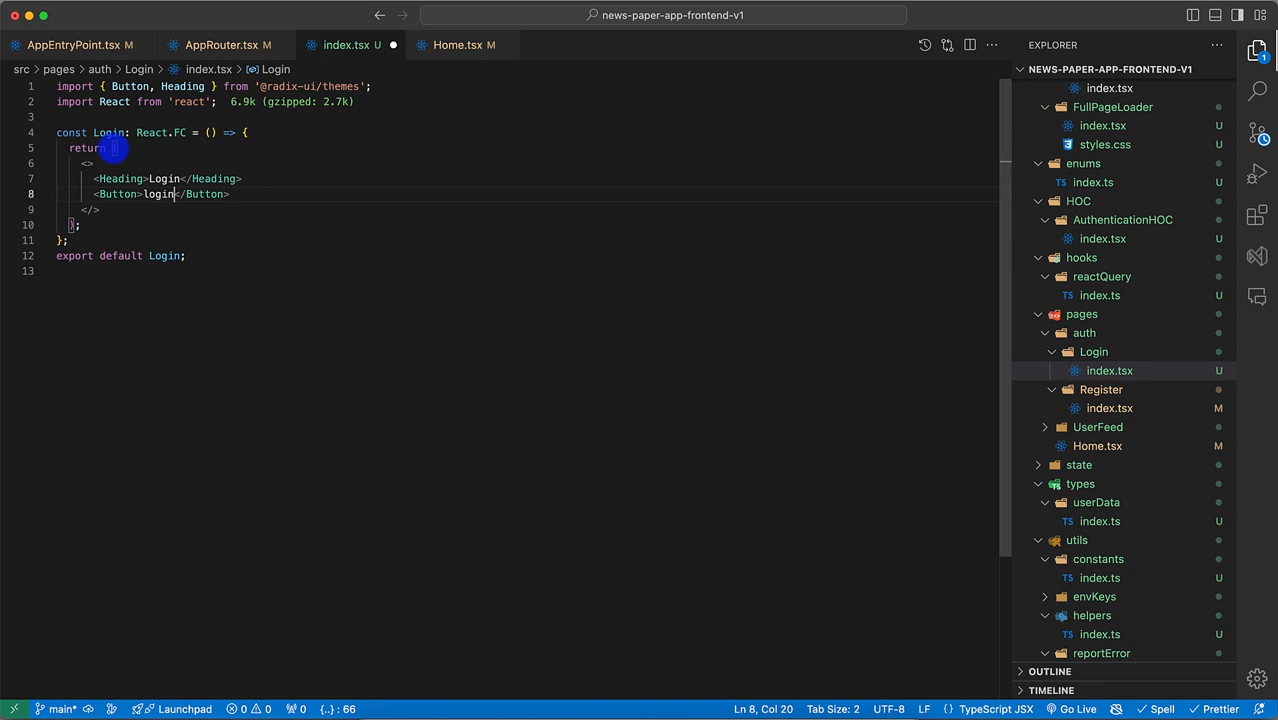 news-paper-app-frontend-v1
AppEntryPoint.tsx M
AppRouter.tsx M
index.tsx U
Home.tsx M
EXPLORER
src > pages > auth > Login > index.tsx > Login
1 import { Button, Heading } from '@radix-ui/themes';
2 import React from 'react'; 6.9k (gzipped: 2.7k)
3
4 const Login: React.FC = () => {
5 return (
6 <>
7 <Heading>Login</Heading>
8 <Button>login</Button>
9 </>
10 );
11 };
12 export default Login;
13
NEWS-PAPER-APP-FRONTEND-V1
index.tsx U
FullPageLoader
index.tsx U
styles.css U
enums
TS index.ts U
HOC
AuthenticationHOC
index.tsx U
hooks
reactQuery
TS index.ts U
pages
auth
Login
index.tsx U
Register
index.tsx M
UserFeed
Home.tsx M
state
types
userData
TS index.ts U
utils
constants
TS index.ts U
envKeys
helpers
TS index.ts U
reportError
OUTLINE
TIMELINE
1
main* Launchpad 0 0 0 {..} : 66
Ln 8, Col 20 Tab Size: 2 UTF-8 LF {} TypeScript JSX Go Live Spell Prettier